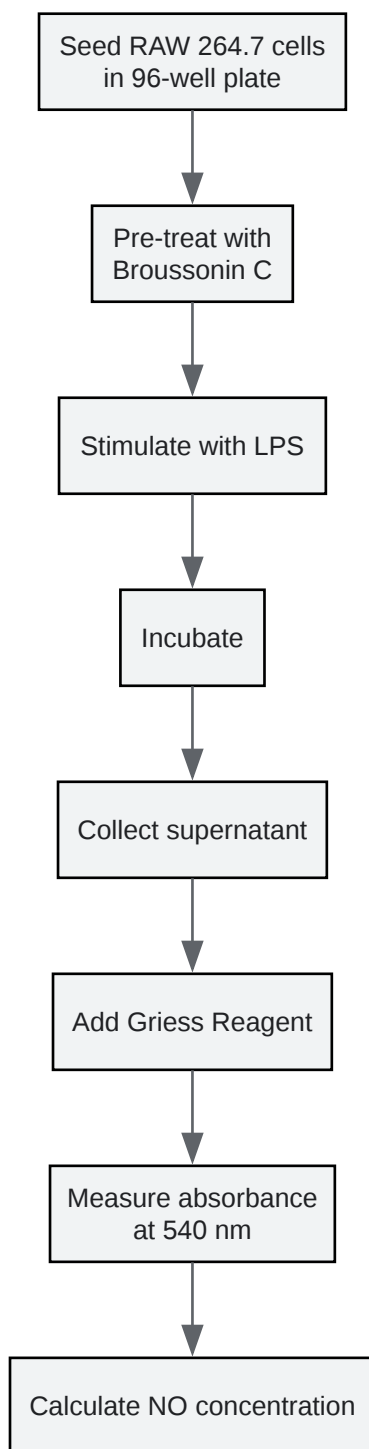 Seed RAW 264.7 cells
in 96-well plate
Pre-treat with
Broussonin C
Stimulate with LPS
Incubate
Collect supernatant
Add Griess Reagent
Measure absorbance
at 540 nm
Calculate NO concentration